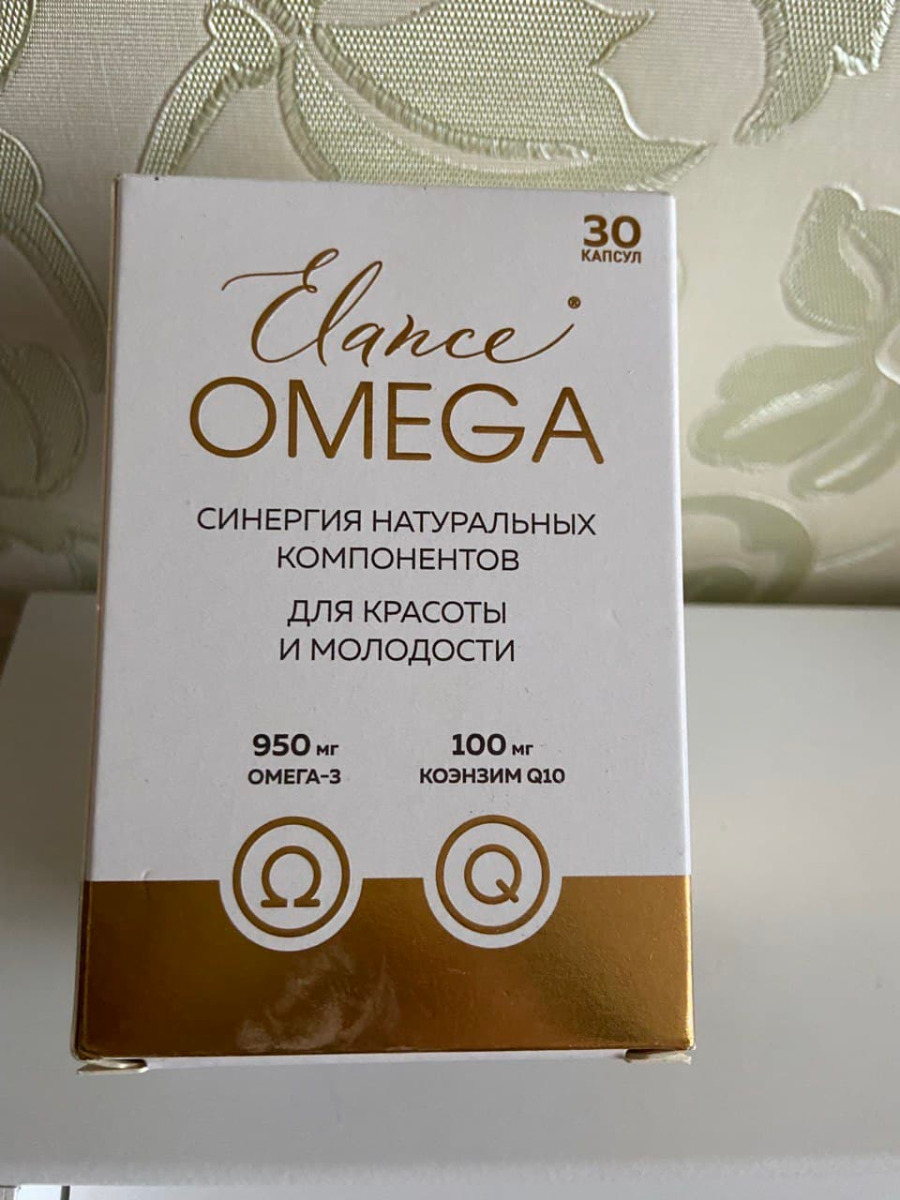 30
КАПСУЛ
Elance®
OMEGA
СИНЕРГИЯ НАТУРАЛЬНЫХ
КОМПОНЕНТОВ
ДЛЯ КРАСОТЫ
И МОЛОДОСТИ
950 мг
ОМЕГА-3
100 мг
КОЭНЗИМ Q10
Ω
Q